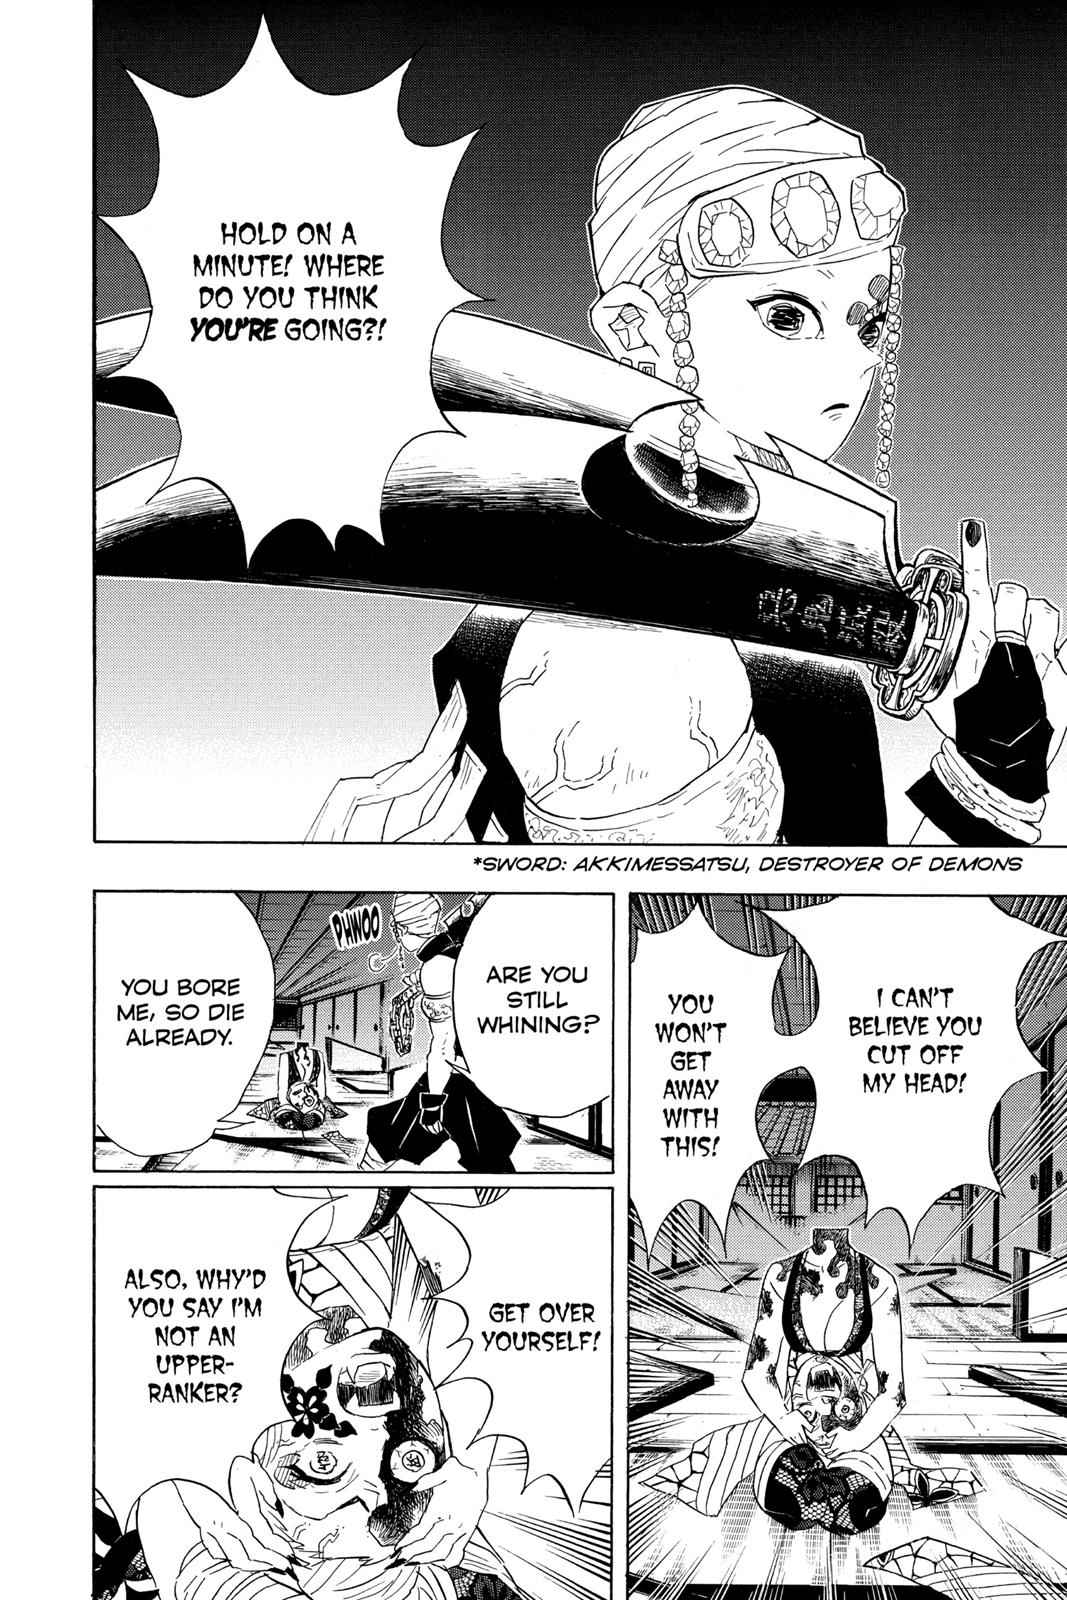 HOLD ON A
MINUTE! WHERE
DO YOU THINK
YOU'RE GOING?!
*SWORD: AKKIMESSATSU, DESTROYER OF DEMONS
I CAN'T
BELIEVE YOU
CUT OFF
MY HEAD!
YOU
WON'T
GET
AWAY
WITH
THIS!
PHWOO
ARE YOU
STILL
WHINING?
YOU BORE
ME, SO DIE
ALREADY.
GET OVER
YOURSELF!
ALSO, WHY'D
YOU SAY I'M
NOT AN
UPPER-
RANKER?